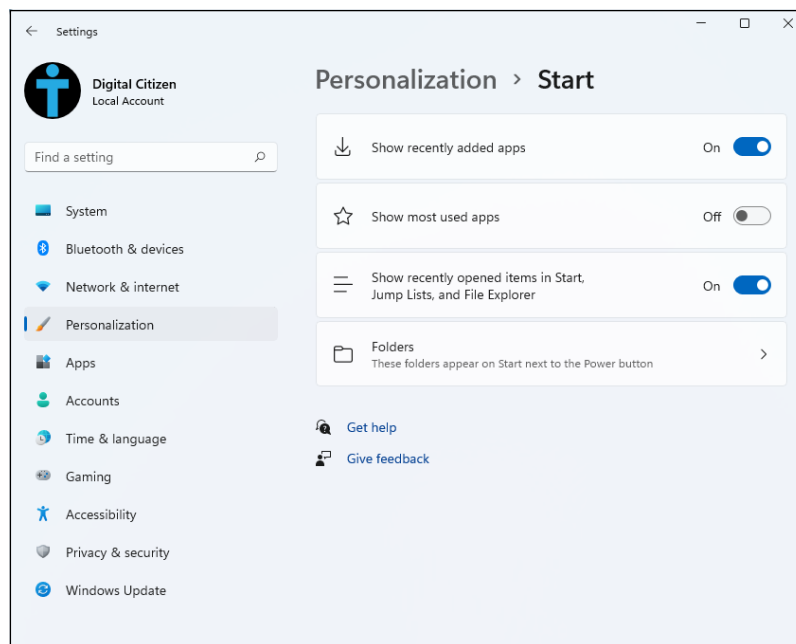 Settings
Digital Citizen
Local Account
Find a setting
System
Bluetooth & devices
Network & internet
Personalization
Apps
Accounts
Time & language
Gaming
Accessibility
Privacy & security
Windows Update
Personalization > Start
Show recently added apps On
Show most used apps Off
Show recently opened items in Start,
Jump Lists, and File Explorer On
Folders
These folders appear on Start next to the Power button
Get help
Give feedback